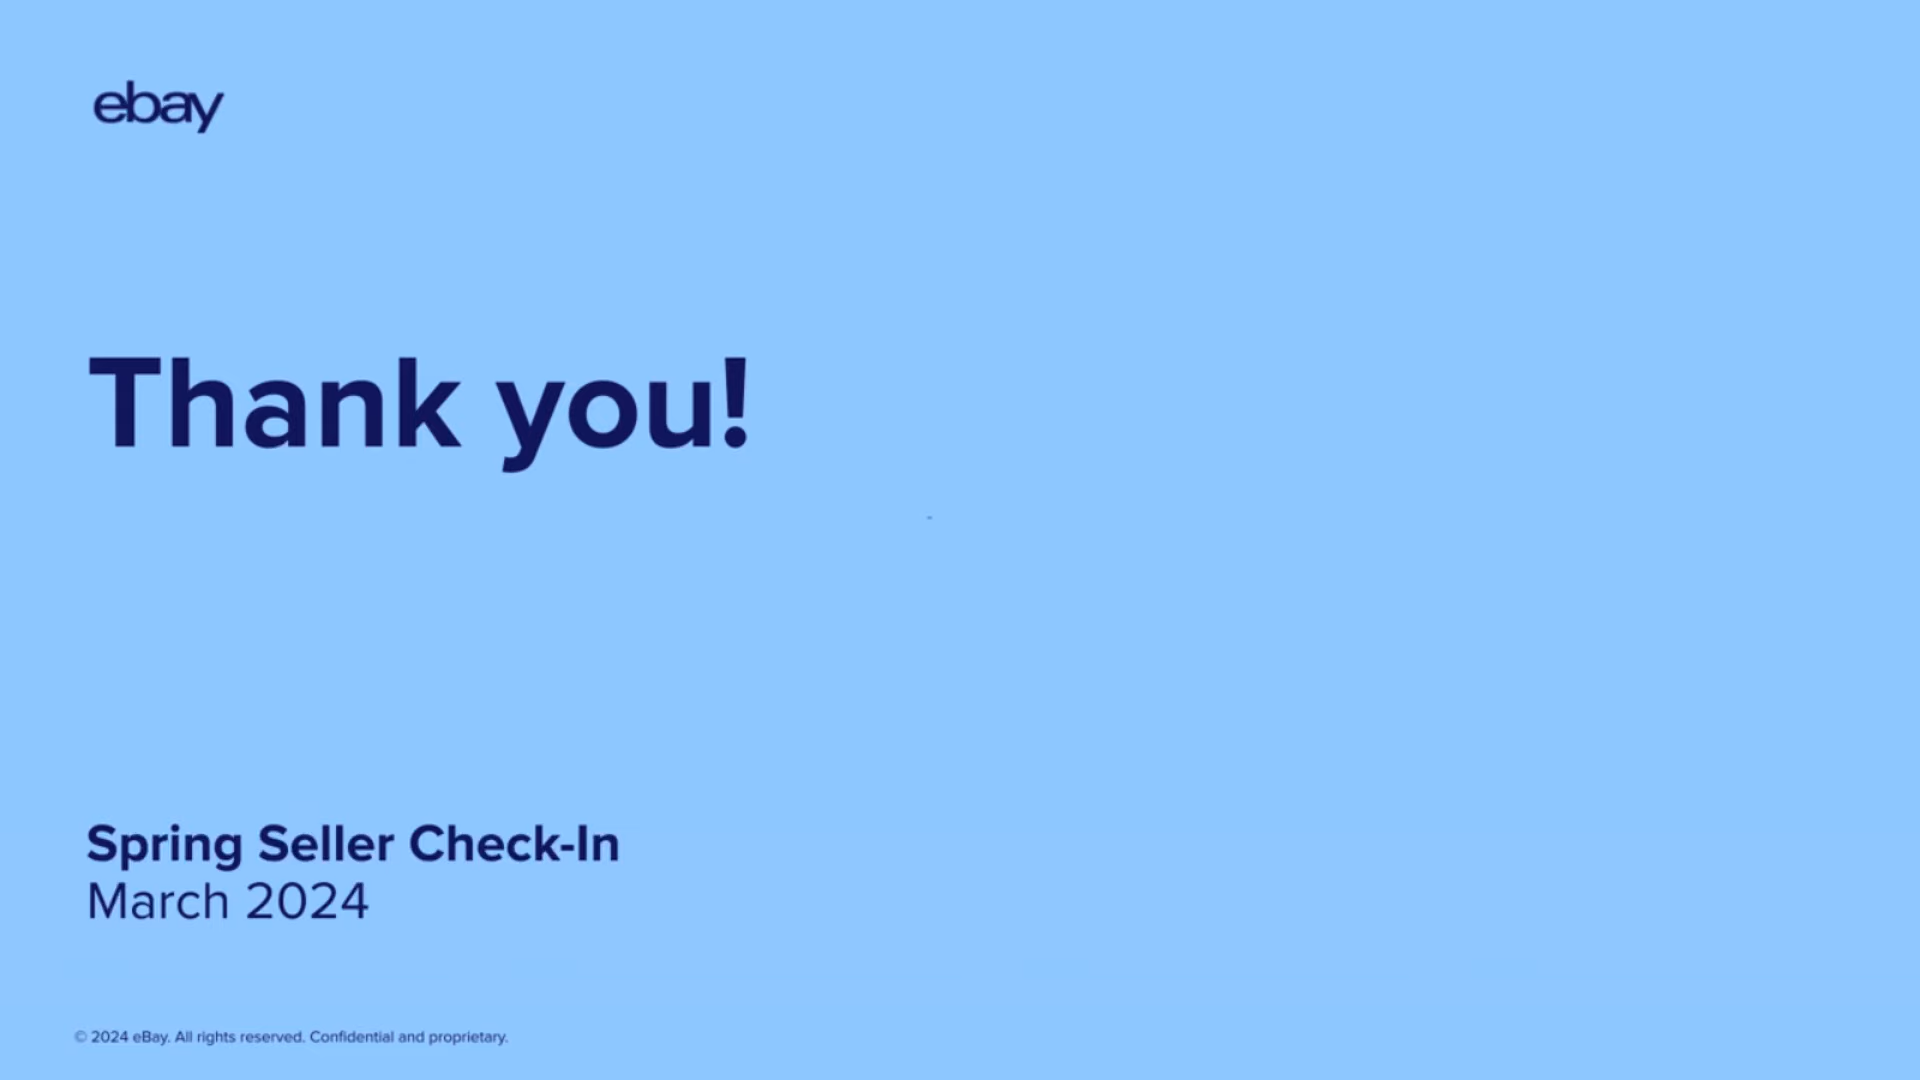 ebay
Thank you!
Spring Seller Check-In
March 2024
© 2024 eBay. All rights reserved. Confidential and proprietary.